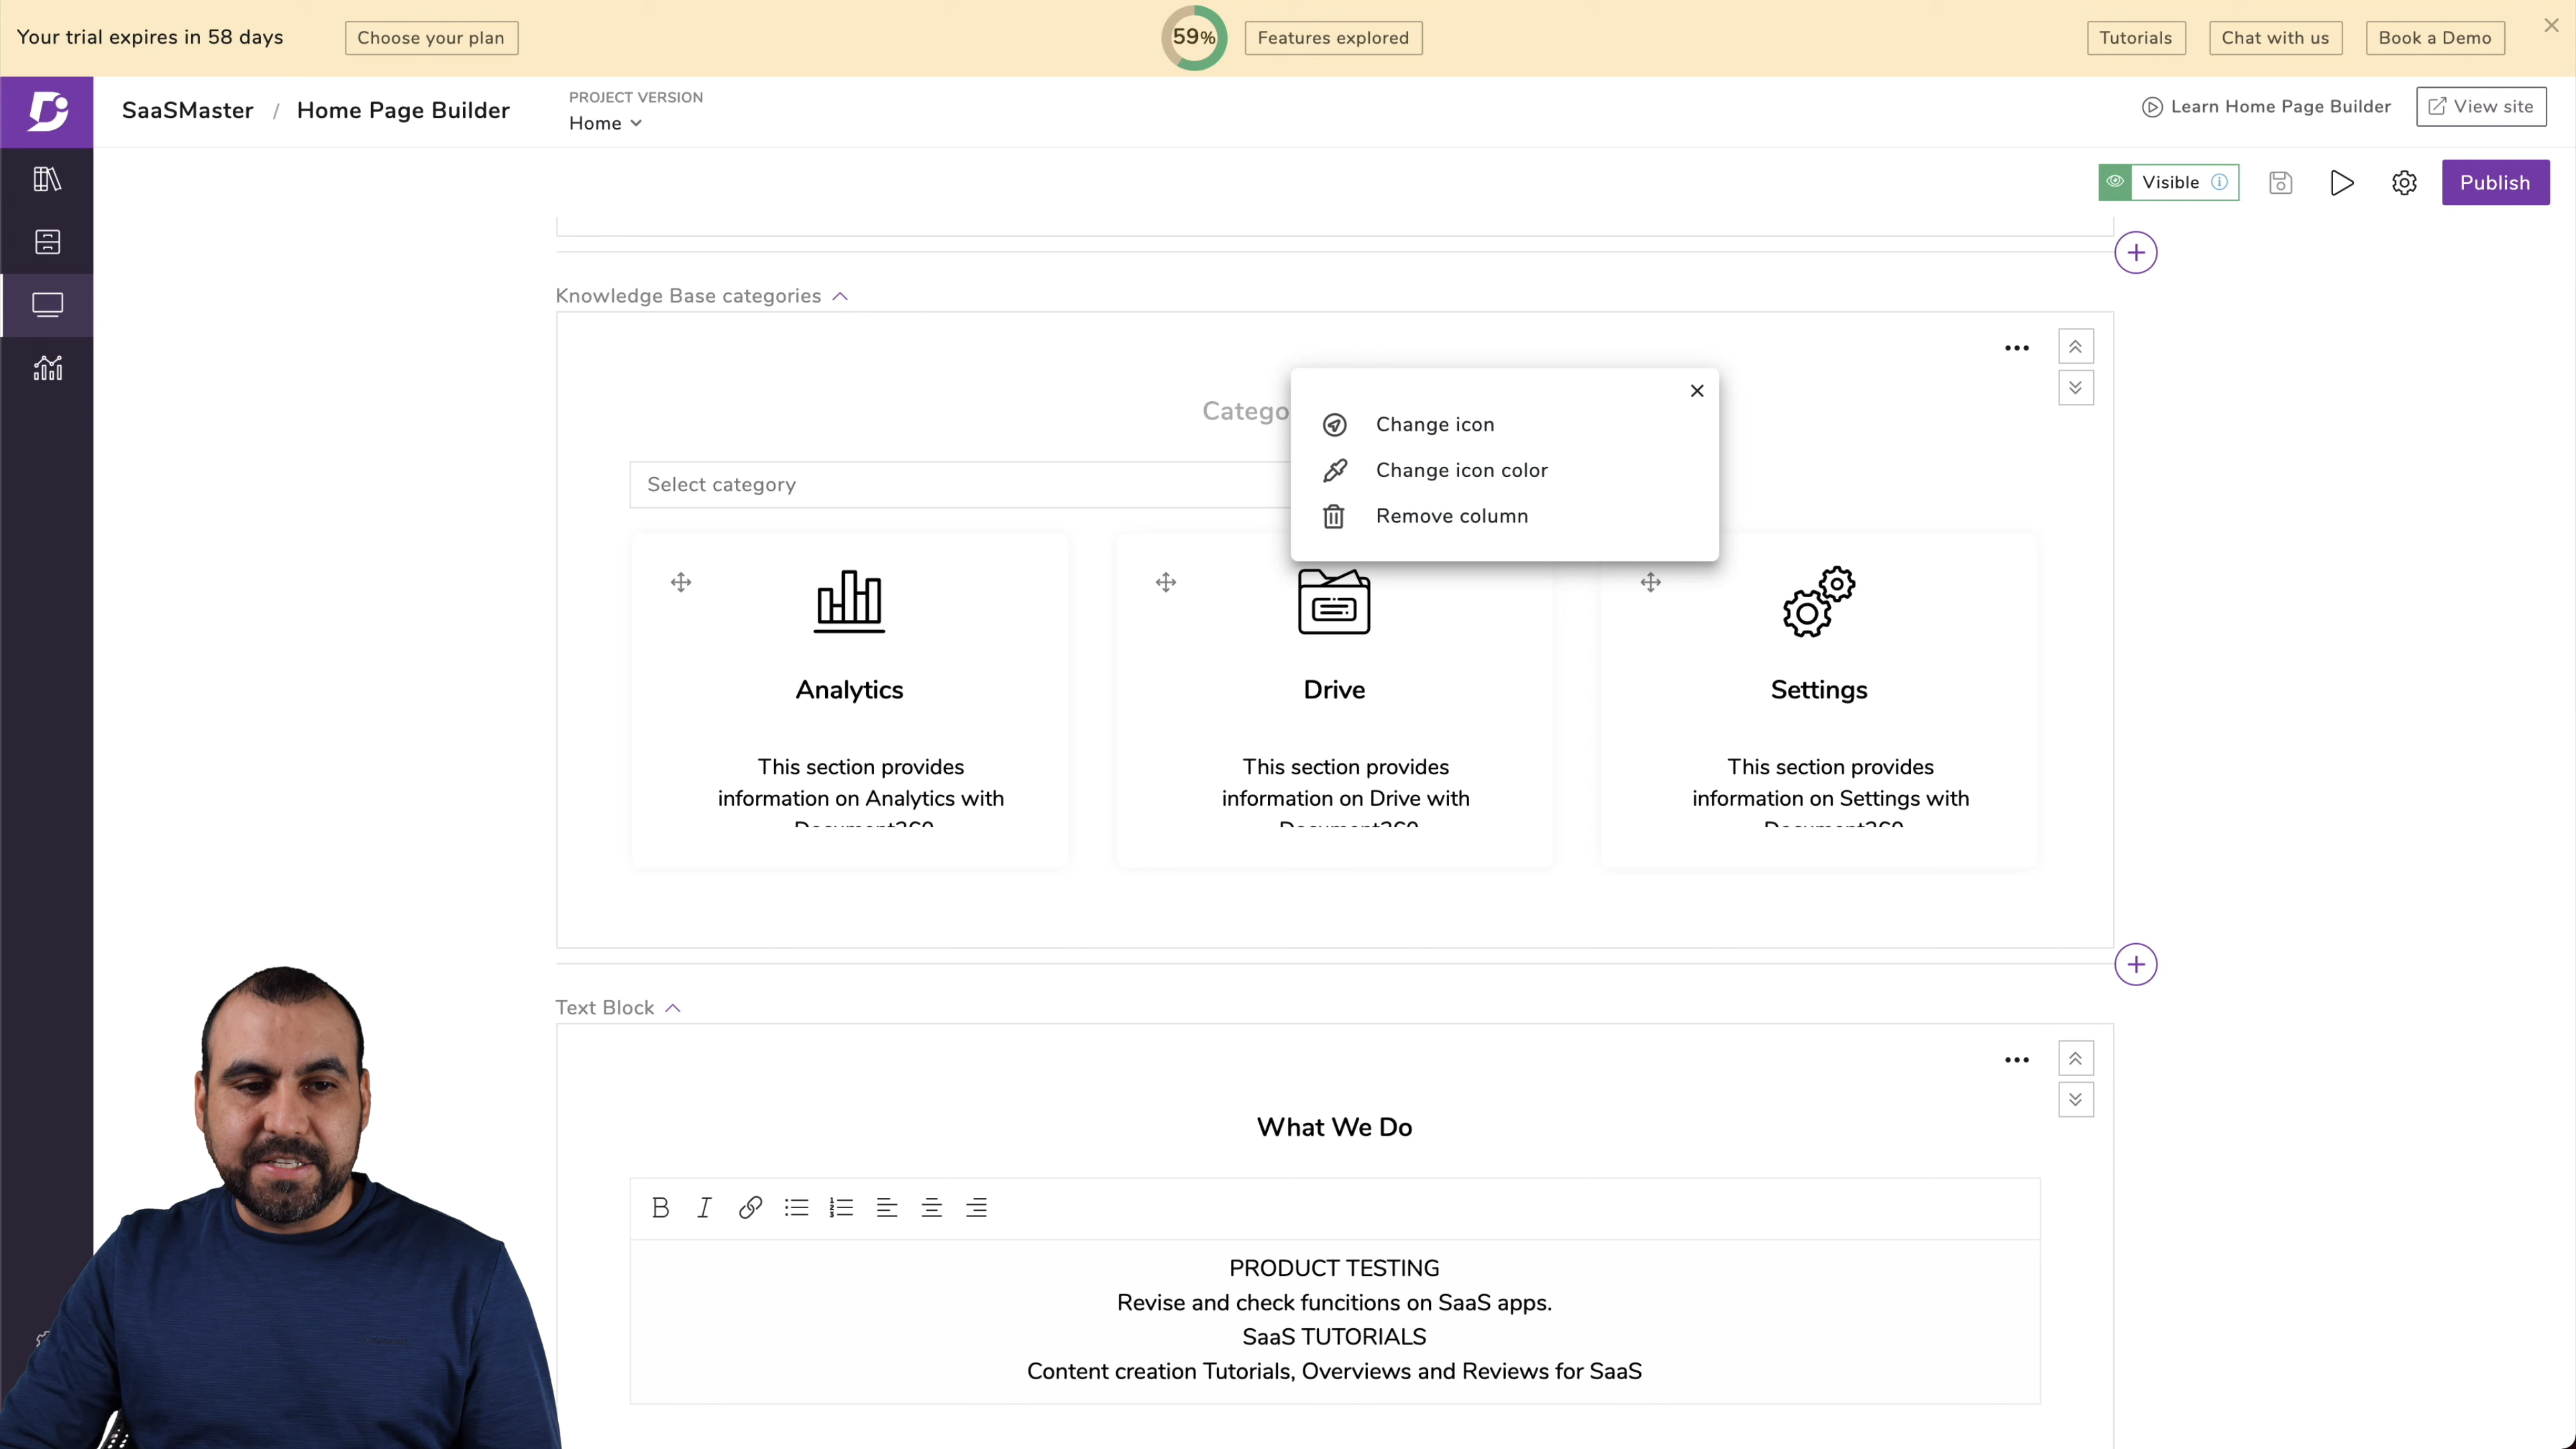 Your trial expires in 58 days
Choose your plan
59%
Features explored
Tutorials
Chat with us
Book a Demo
SaaSMaster / Home Page Builder
PROJECT VERSION
Home
Learn Home Page Builder
View site
Visible
Publish
Knowledge Base categories
Catego
Change icon
Change icon color
Remove column
Select category
Analytics
This section provides
information on Analytics with
Document360
Drive
This section provides
information on Drive with
Document360
Settings
This section provides
information on Settings with
Document360
Text Block
What We Do
B I
PRODUCT TESTING
Revise and check funcitions on SaaS apps.
SaaS TUTORIALS
Content creation Tutorials, Overviews and Reviews for SaaS